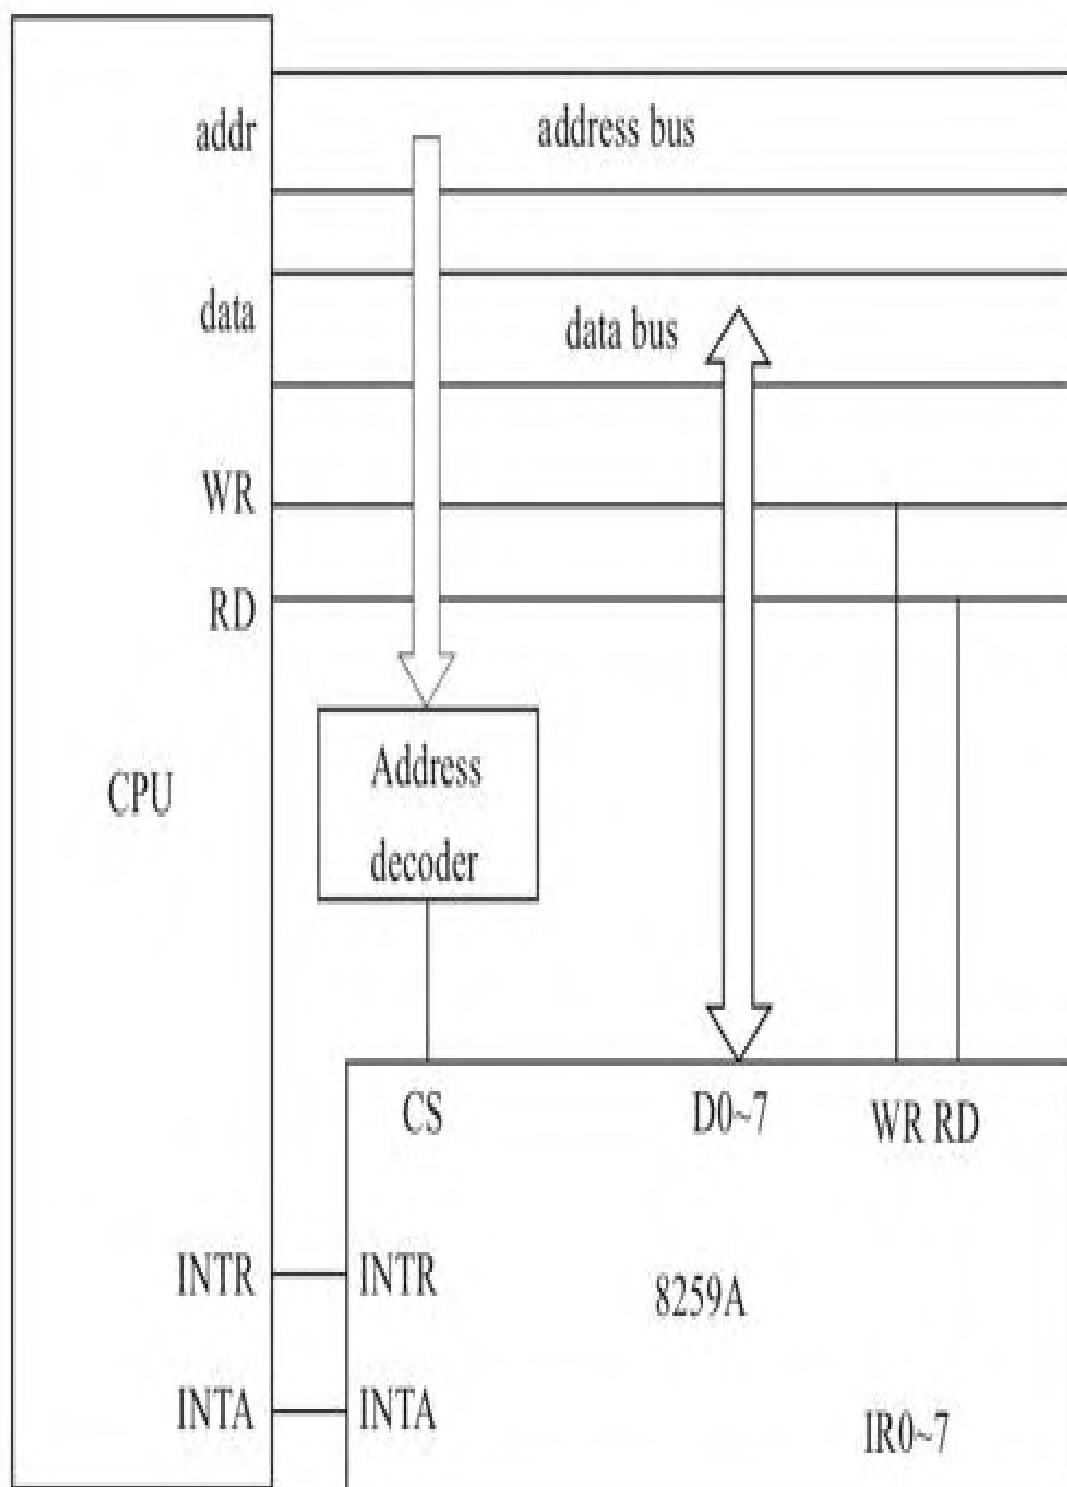 addr
address bus
data
data bus
WR
RD
Address
decoder
CPU
CS
D0~7
WR RD
INTR
INTR
8259A
INTA
INTA
IR0~7